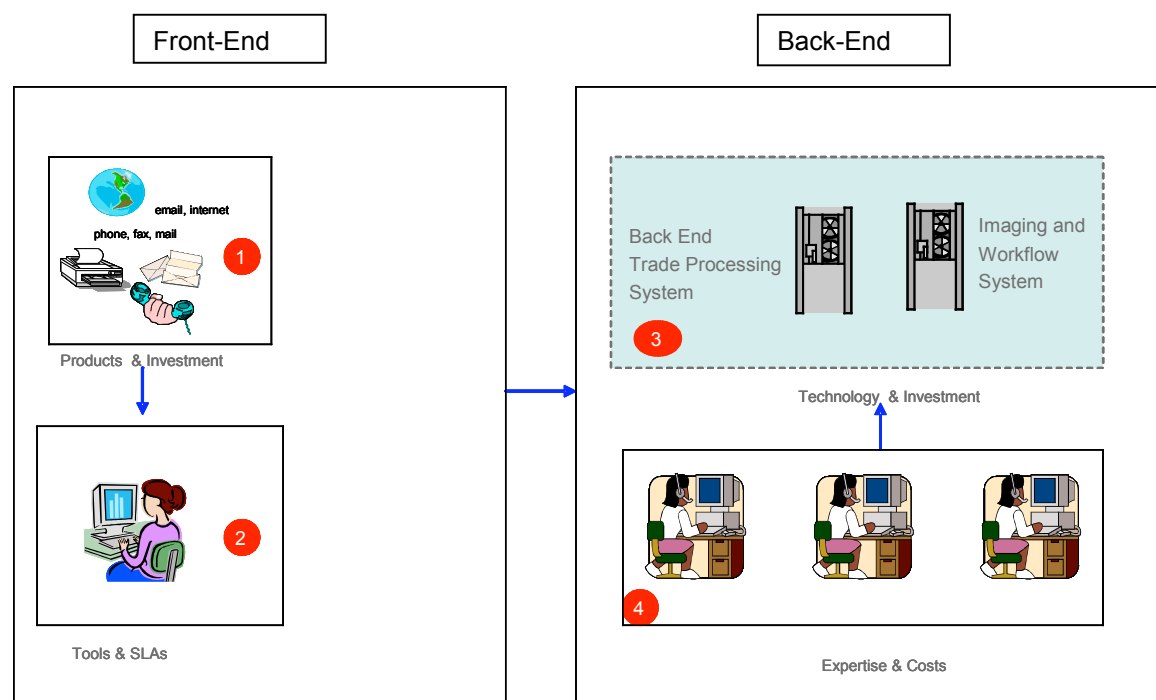 Front-End
Back-End
email, internet
phone, fax, mail
1
Products & Investment
2
Tools & SLAs
Back End
Trade Processing
System
3
Imaging and
Workflow
System
Technology & Investment
4
Expertise & Costs